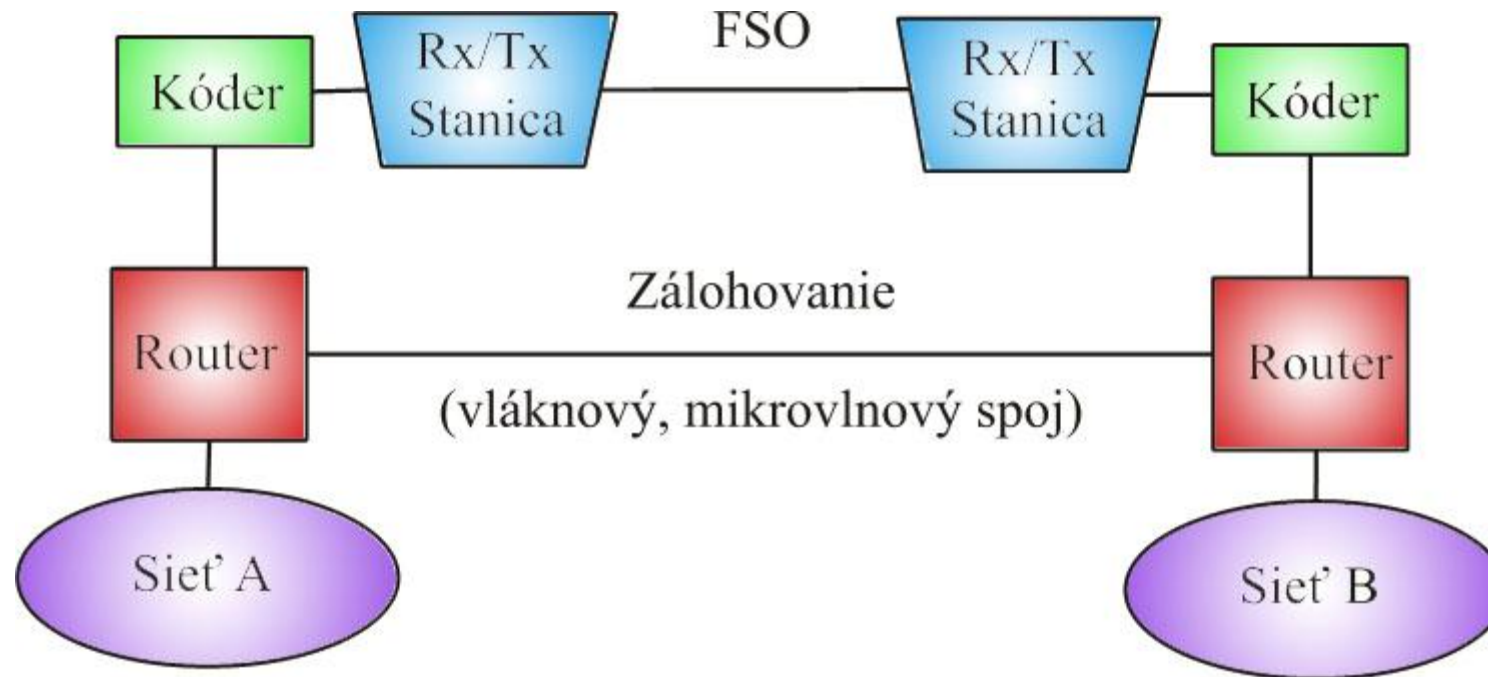 FSO
Kóder
Rx/Tx
Stanica
Rx/Tx
Stanica
Kóder
Zálohovanie
Router
Router
(vláknový, mikrovlnový spoj)
Sieť A
Sieť B